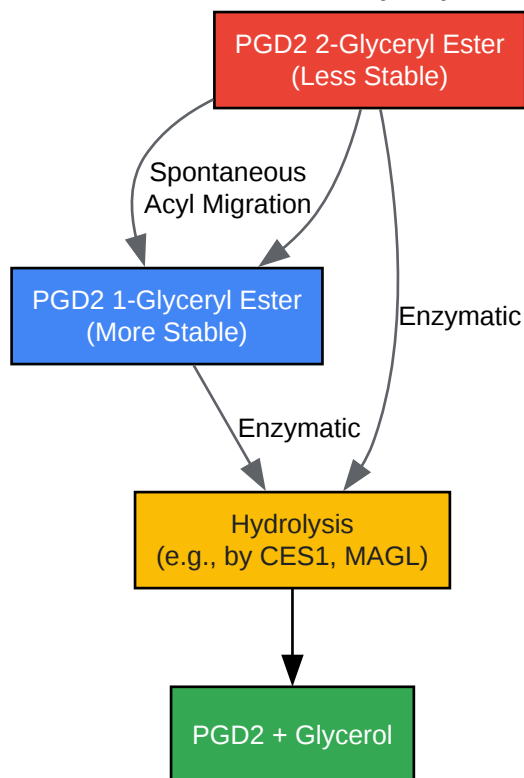 PGD2 2-Glyceryl Ester
(Less Stable)
Spontaneous
Acyl Migration
PGD2 1-Glyceryl Ester
(More Stable)
Enzymatic
Enzymatic
Hydrolysis
(e.g., by CES1, MAGL)
PGD2 + Glycerol